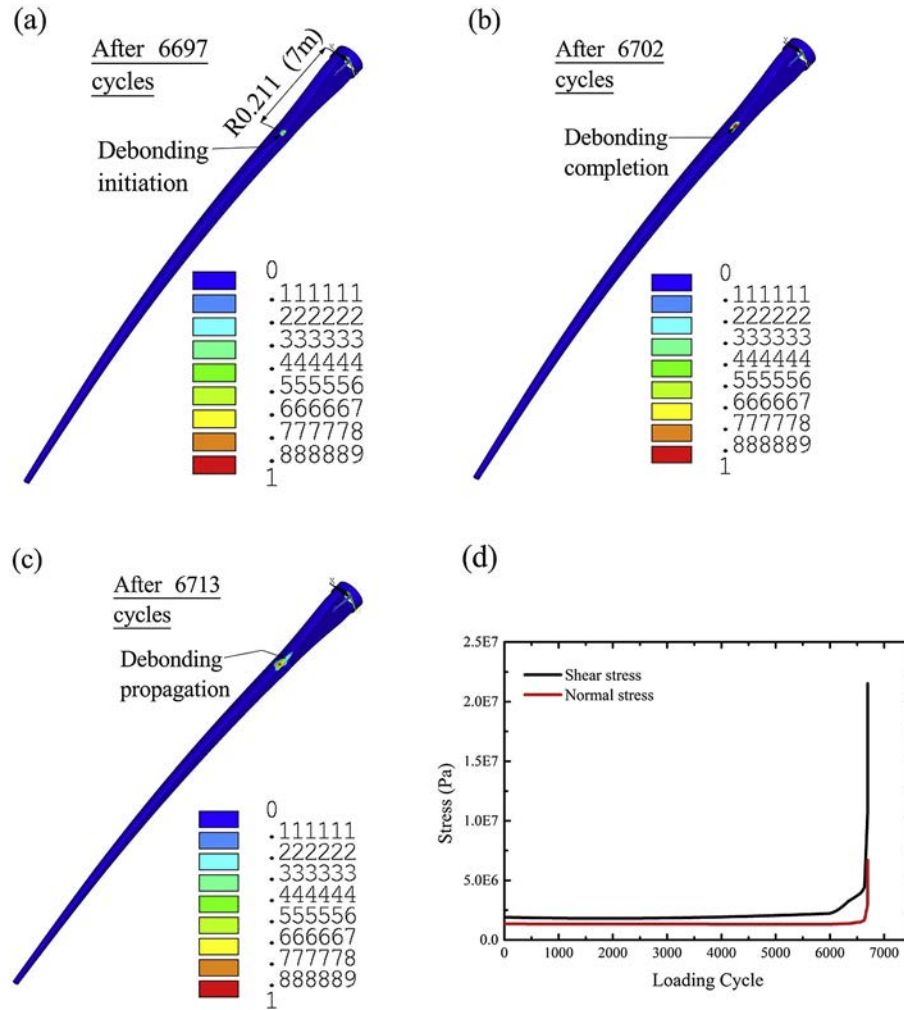 (a)
After 6697
cycles
R0.211 (7m)
Debonding
initiation
0
.111111
.222222
.333333
.444444
.555556
.666667
.777778
.888889
1
(b)
After 6702
cycles
Debonding
completion
0
.111111
.222222
.333333
.444444
.555556
.666667
.777778
.888889
1
(c)
After 6713
cycles
Debonding
propagation
0
.111111
.222222
.333333
.444444
.555556
.666667
.777778
.888889
1
(d)
2.5E7
2.0E7
1.5E7
1.0E7
5.0E6
0.0
Stress (Pa)
Shear stress
Normal stress
0 1000 2000 3000 4000 5000 6000 7000
Loading Cycle